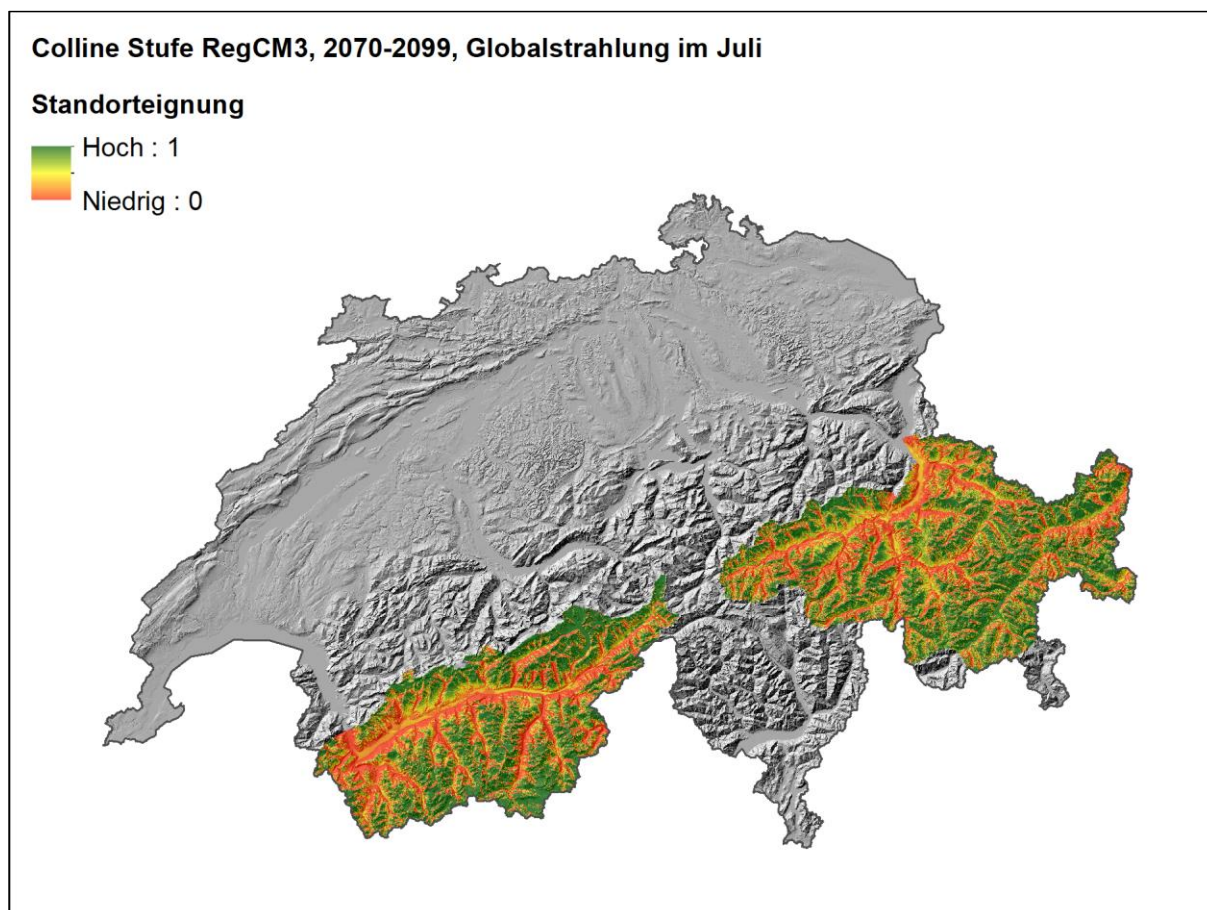 Colline Stufe RegCM3, 2070-2099, Globalstrahlung im Juli
Standorteignung
Hoch : 1
Niedrig : 0